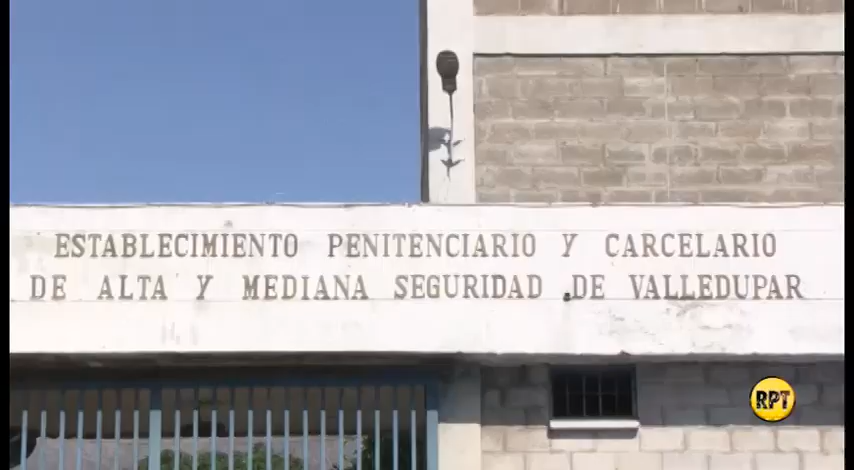 ESTABLECIMIENTO PENITENCIARIO Y CARCELARIO
DE ALTA Y MEDIANA SEGURIDAD DE VALLEDUPAR
RPT